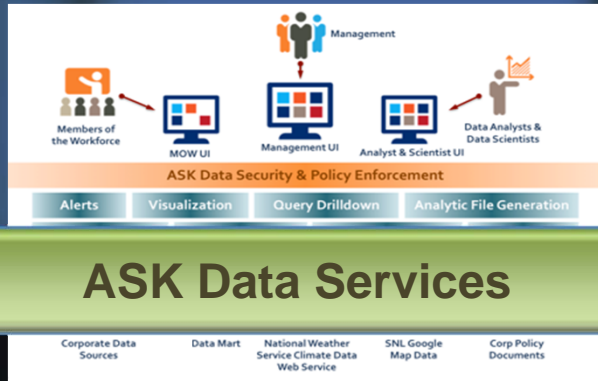 Management
Members of
the Workforce
MOW UI
Management UI
Analyst & Scientist UI
Data Analysts &
Data Scientists
ASK Data Security & Policy Enforcement
Alerts
Visualization
Query Drilldown
Analytic File Generation
ASK Data Services
Corporate Data
Sources
Data Mart
National Weather
Service Climate Data
Web Service
SNL Google
Map Data
Corp Policy
Documents